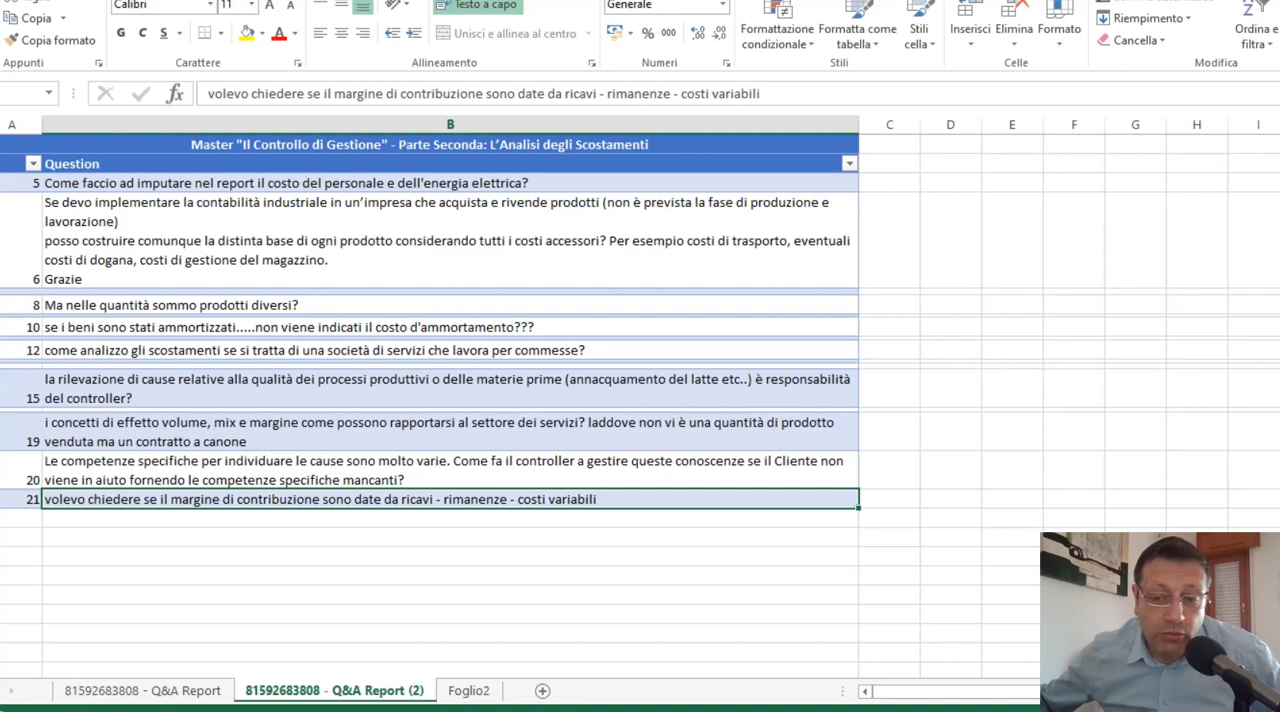 Copia
Calibri
11
A
A
Testo a capo
Generale
Copia formato
G
C
S
A
Unisci e allinea al centro
%
000
Formattazione
condizionale
Formatta come
tabella
Stili
cella
Inserisci
Elimina
Formato
Riempimento
Cancella
Ordina e
filtra
Appunti
Carattere
Allineamento
Numeri
Stili
Celle
Modifica
fx
volevo chiedere se il margine di contribuzione sono date da ricavi - rimanenze - costi variabili
A
B
C
D
E
F
G
H
I
Master "Il Controllo di Gestione" - Parte Seconda: L'Analisi degli Scostamenti
Question
5 Come faccio ad imputare nel report il costo del personale e dell'energia elettrica?
Se devo implementare la contabilità industriale in un'impresa che acquista e rivende prodotti (non è prevista la fase di produzione e
lavorazione)
posso costruire comunque la distinta base di ogni prodotto considerando tutti i costi accessori? Per esempio costi di trasporto, eventuali
costi di dogana, costi di gestione del magazzino.
6 Grazie
8 Ma nelle quantità sommo prodotti diversi?
10 se i beni sono stati ammortizzati.....non viene indicati il costo d'ammortamento???
12 come analizzo gli scostamenti se si tratta di una società di servizi che lavora per commesse?
la rilevazione di cause relative alla qualità dei processi produttivi o delle materie prime (annacquamento del latte etc..) è responsabilità
15 del controller?
i concetti di effetto volume, mix e margine come possono rapportarsi al settore dei servizi? laddove non vi è una quantità di prodotto
19 venduta ma un contratto a canone
Le competenze specifiche per individuare le cause sono molto varie. Come fa il controller a gestire queste conoscenze se il Cliente non
20 viene in aiuto fornendo le competenze specifiche mancanti?
21 volevo chiedere se il margine di contribuzione sono date da ricavi - rimanenze - costi variabili
81592683808 - Q&A Report
81592683808 - Q&A Report (2)
Foglio2